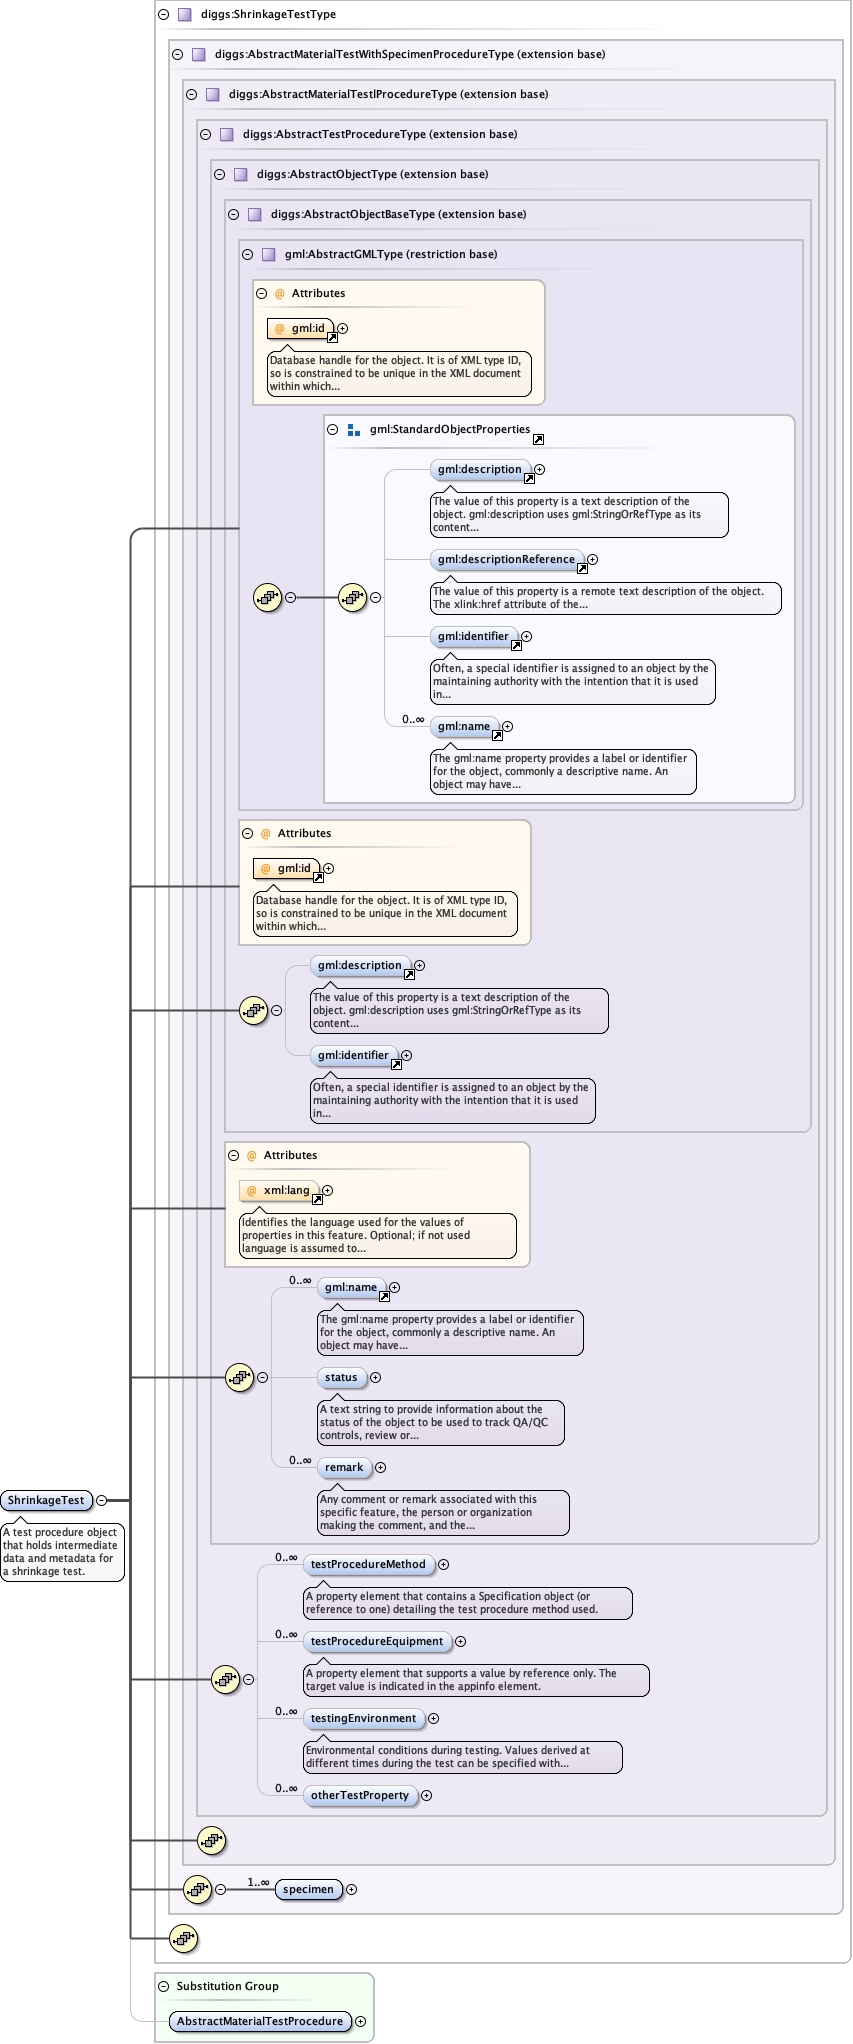 diggs:ShrinkageTestType
diggs:AbstractMaterialTestWithSpecimenProcedureType (extension base)
diggs:AbstractMaterialTestlProcedureType (extension base)
diggs:AbstractTestProcedureType (extension base)
diggs:AbstractObjectType (extension base)
diggs:AbstractObjectBaseType (extension base)
gml:AbstractGMLType (restriction base)
@ Attributes
@ gml:id
Database handle for the object. It is of XML type ID,
so is constrained to be unique in the XML document
within which...
gml:StandardObjectProperties
gml:description
The value of this property is a text description of the
object. gml:description uses gml:StringOrRefType as its
content...
gml:descriptionReference
The value of this property is a remote text description of the object.
The xlink:href attribute of the...
gml:identifier
Often, a special identifier is assigned to an object by the
maintaining authority with the intention that it is used
in...
0..∞
gml:name
The gml:name property provides a label or identifier
for the object, commonly a descriptive name. An
object may have...
@ Attributes
@ gml:id
Database handle for the object. It is of XML type ID,
so is constrained to be unique in the XML document
within which...
gml:description
The value of this property is a text description of the
object. gml:description uses gml:StringOrRefType as its
content...
gml:identifier
Often, a special identifier is assigned to an object by the
maintaining authority with the intention that it is used
in...
@ Attributes
@ xml:lang
Identifies the language used for the values of
properties in this feature. Optional; if not used
language is assumed to...
0..∞
gml:name
The gml:name property provides a label or identifier
for the object, commonly a descriptive name. An
object may have...
status
A text string to provide information about the
status of the object to be used to track QA/QC
controls, review or...
0..∞
remark
Any comment or remark associated with this
specific feature, the person or organization
making the comment, and the...
ShrinkageTest
A test procedure object
that holds intermediate
data and metadata for
a shrinkage test.
0..∞
testProcedureMethod
A property element that contains a Specification object (or
reference to one) detailing the test procedure method used.
0..∞
testProcedureEquipment
A property element that supports a value by reference only. The
target value is indicated in the appinfo element.
0..∞
testingEnvironment
Environmental conditions during testing. Values derived at
different times during the test can be specified with...
0..∞
otherTestProperty
1..∞
specimen
Substitution Group
AbstractMaterialTestProcedure